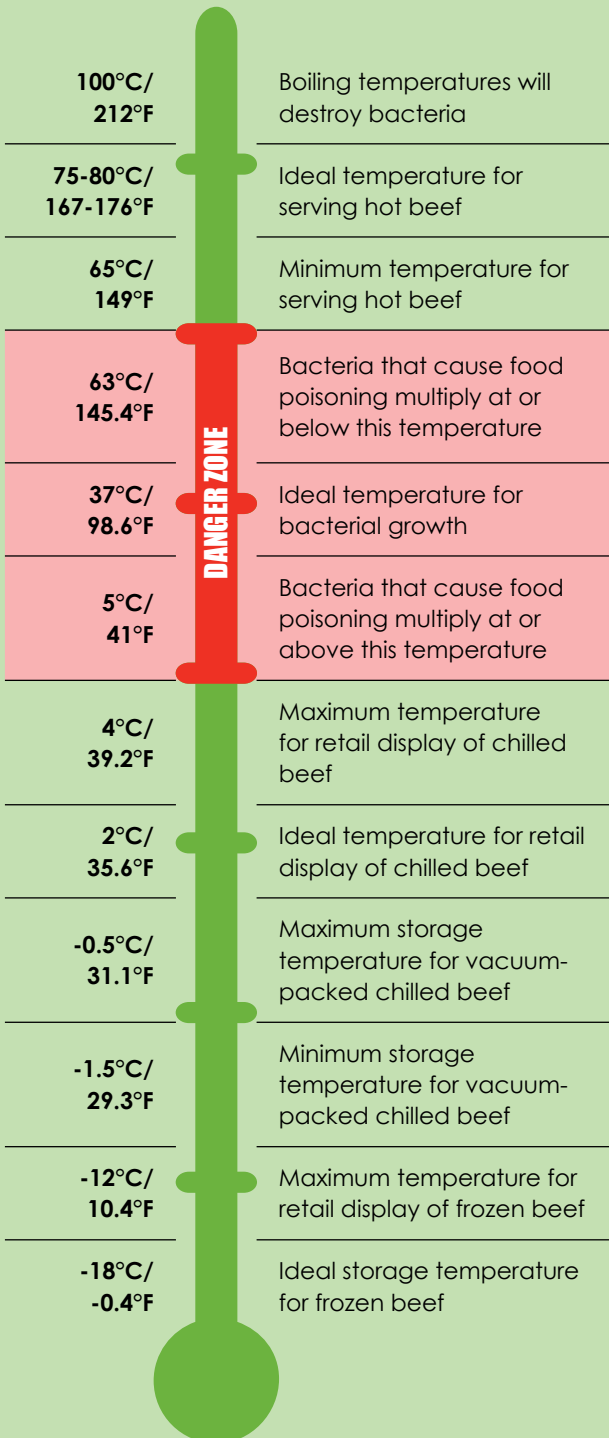 100°C/
212°F
Boiling temperatures will
destroy bacteria
75-80°C/
167-176°F
Ideal temperature for
serving hot beef
65°C/
149°F
Minimum temperature for
serving hot beef
63°C/
145.4°F
Bacteria that cause food
poisoning multiply at or
below this temperature
DANGER ZONE
37°C/
98.6°F
Ideal temperature for
bacterial growth
5°C/
41°F
Bacteria that cause food
poisoning multiply at or
above this temperature
4°C/
39.2°F
Maximum temperature
for retail display of chilled
beef
2°C/
35.6°F
Ideal temperature for retail
display of chilled beef
-0.5°C/
31.1°F
Maximum storage
temperature for vacuum-
packed chilled beef
-1.5°C/
29.3°F
Minimum storage
temperature for vacuum-
packed chilled beef
-12°C/
10.4°F
Maximum temperature for
retail display of frozen beef
-18°C/
-0.4°F
Ideal storage temperature
for frozen beef